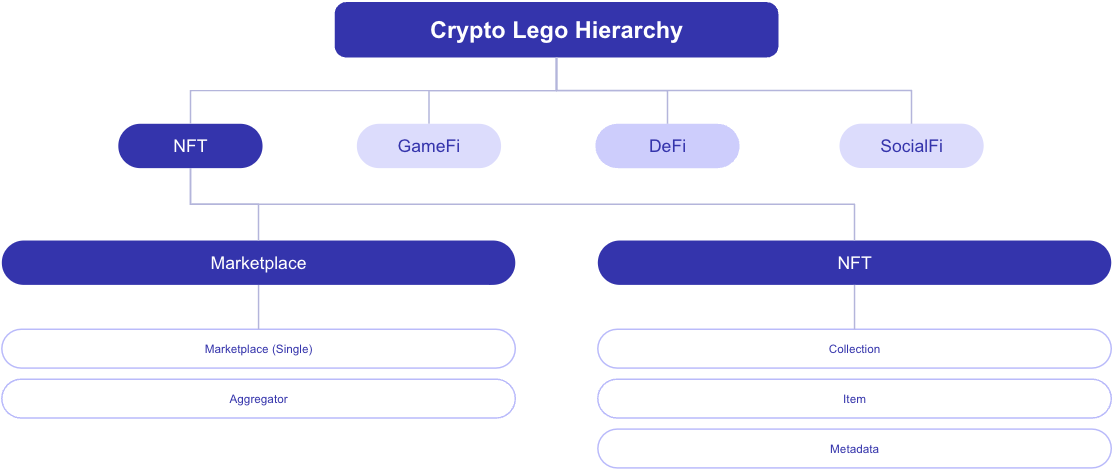 Crypto Lego Hierarchy
NFT
GameFi
DeFi
SocialFi
Marketplace
NFT
Marketplace (Single)
Aggregator
Collection
Item
Metadata